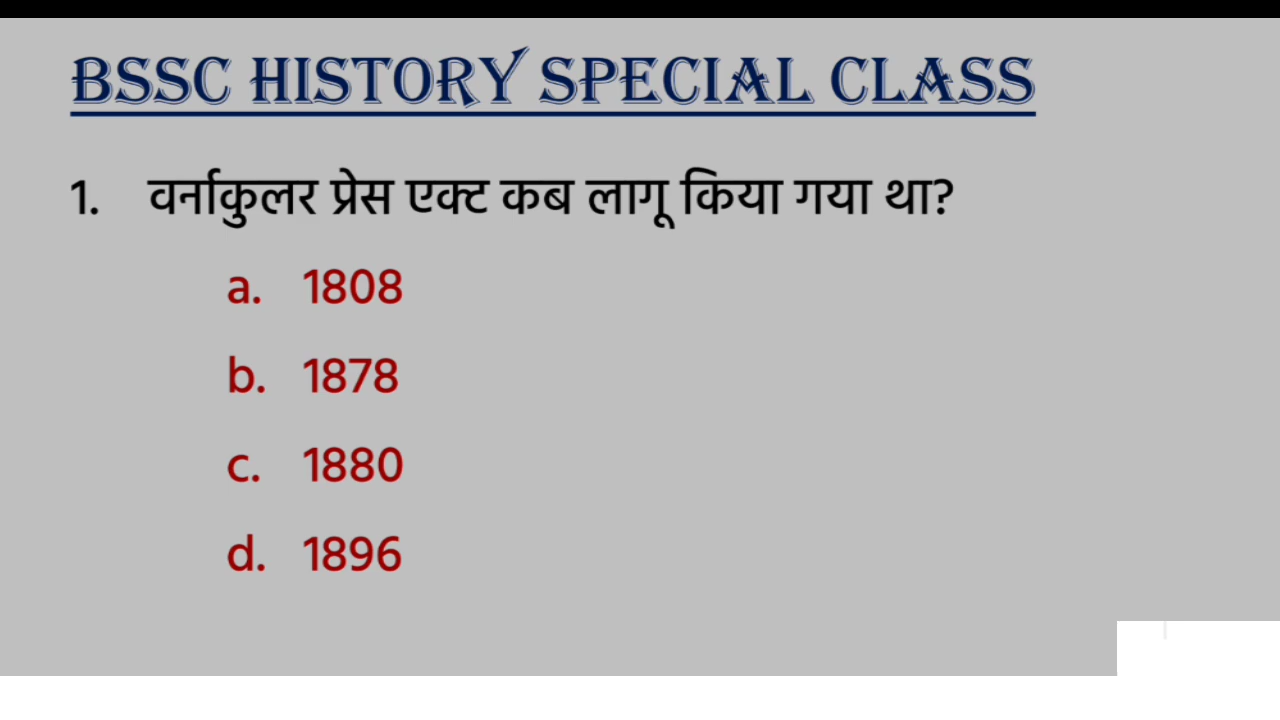 BSSC HISTORY SPECIAL CLASS
1. वर्नाकुलर प्रेस एक्ट कब लागू किया गया था?
a. 1808
b. 1878
c. 1880
d. 1896